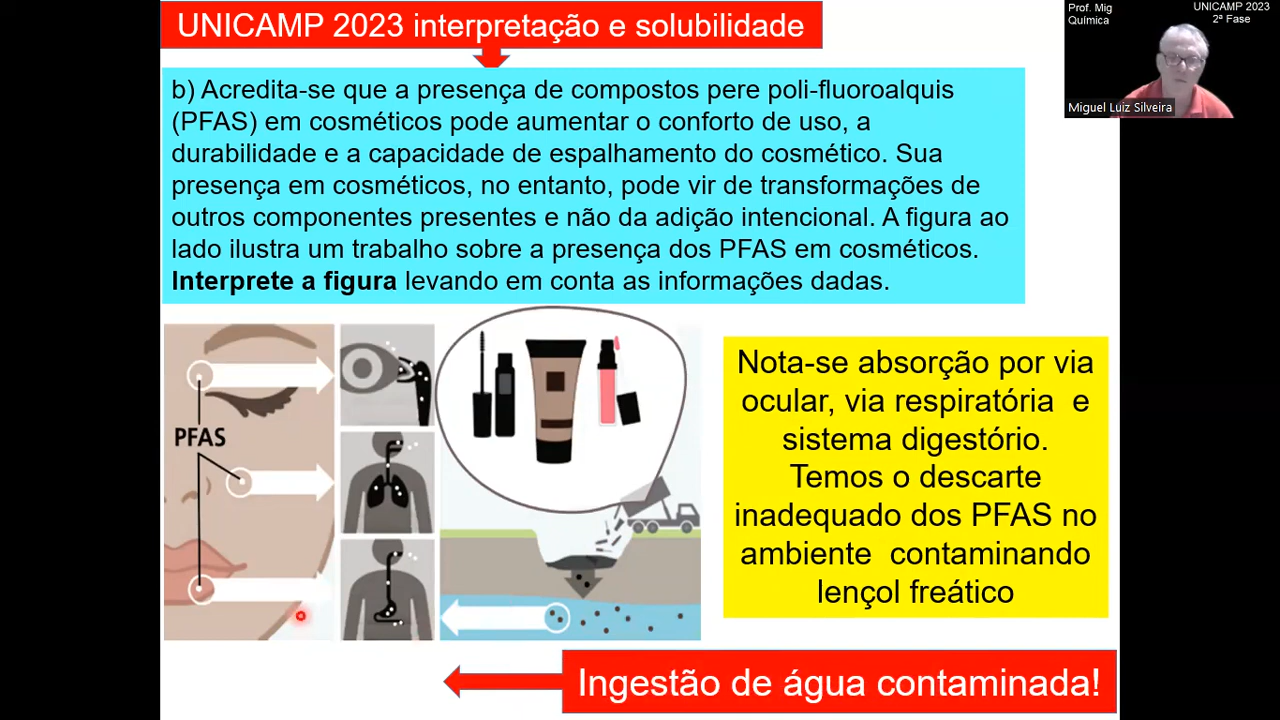 UNICAMP 2023 interpretação e solubilidade
Prof. Mig
Química
UNICAMP 2023
2ª Fase
Miguel Luiz Silveira
b) Acredita-se que a presença de compostos pere poli-fluoroalquis
(PFAS) em cosméticos pode aumentar o conforto de uso, a
durabilidade e a capacidade de espalhamento do cosmético. Sua
presença em cosméticos, no entanto, pode vir de transformações de
outros componentes presentes e não da adição intencional. A figura ao
lado ilustra um trabalho sobre a presença dos PFAS em cosméticos.
Interprete a figura levando em conta as informações dadas.
PFAS
Nota-se absorção por via
ocular, via respiratória e
sistema digestório.
Temos o descarte
inadequado dos PFAS no
ambiente contaminando
lençol freático
Ingestão de água contaminada!